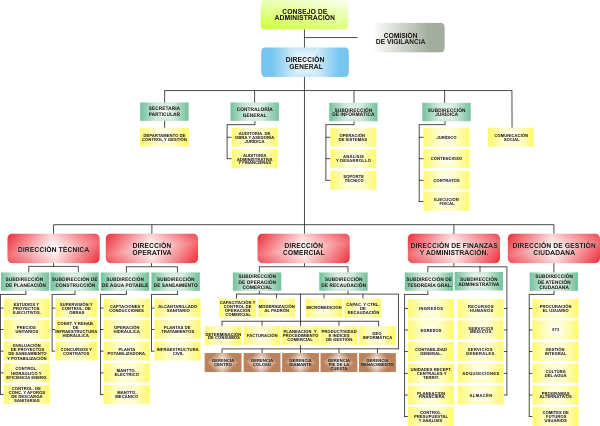 CONSEJO DE
ADMINISTRACIÓN
COMISIÓN
DE VIGILANCIA
DIRECCIÓN
GENERAL
SECRETARIA
PARTICULAR
CONTRALORÍA
GENERAL
SUBDIRECCIÓN
DE INFORMÁTICA
SUBDIRECCIÓN
JURÍDICA
DEPARTAMENTO DE
CONTROL Y GESTIÓN
AUDITORIA. DE
OBRA Y ASESORIA
JURÍDICA
AUDITORIA
ADMINISTRATIVA
Y FINANCIERAS
OPERACIÓN
DE SISTEMAS
ANÁLISIS
Y DESARROLLO
SOPORTE
TÉCNICO
JURÍDICO
CONTENCIOSO
CONTRATOS
EJECUCIÓN
FISCAL
COMUNICACIÓN
SOCIAL
DIRECCIÓN TÉCNICA
DIRECCIÓN
OPERATIVA
DIRECCIÓN
COMERCIAL
DIRECCIÓN DE FINANZAS
Y ADMINISTRACIÓN.
DIRECCIÓN DE GESTIÓN
CIUDADANA
SUBDIRECCIÓN
DE PLANEACIÓN
SUBDIRECCIÓN DE
CONSTRUCCIÓN
SUBDIRECCIÓN
DE AGUA POTABLE
SUBDIRECCIÓN
DE SANEAMIENTO
SUBDIRECCIÓN
DE OPERACIÓN
COMERCIAL
SUBDIRECCIÓN
DE RECAUDACIÓN
SUBDIRECCIÓN DE
TESORERÍA GRAL.
SUBDIRECCIÓN
ADMINISTRATIVA
SUBDIRECCIÓN
DE ATENCIÓN
CIUDADANA
ESTUDIOS Y
PROYECTOS
EJECUTIVOS.
PRECIOS
UNITARIOS
EVALUACIÓN
DE PROYECTOS
DE SANEAMIENTO
Y POTABILIZACIÓN
CONTROL
HIDRÁULICO Y
EFICIENCIA ENERG.
CONTROL DE
CONC. Y AFOROS
DE DESCARGA
SANITARIAS
SUPERVISIÓN Y
CONTROL DE
OBRAS
CONST. Y REHAB.
DE
INFRAESTRUCTURA
HIDRÁULICA
CONCURSOS Y
CONTRATOS
CAPTACIONES Y
CONDUCCIONES
OPERACIÓN
HIDRÁULICA
PLANTA
POTABILIZADORA.
MANTTO.
ELECTRICO
MANTTO.
MECÁNICO
ALCANTARILLADO
SANITARIO
PLANTAS DE
TRATAMIENTOS
INFRAESTRUCTURA
CIVIL
CAPACITACIÓN Y
CONTROL DE
OPERACIÓN
COMERCIAL
MODERNIZACIÓN
AL PADRÓN
MICROMEDICIÓN
CAPAC. Y CTRL.
DE
RECAUDACIÓN
DETERMINACIÓN
DE CONSUMOS
FACTURACIÓN
PLANEACIÓN Y
PROCEDIMIENTO
COMERCIAL
PRODUCTIVIDAD
E INDICES
DE GESTIÓN.
GEO
INFORMÁTICA
GERENCIA
CENTRO
GERENCIA
COLOSO
GERENCIA
DIAMANTE
GERENCIA
PIE DE LA
CUESTA
GERENCIA
RENACIMIENTO
INGRESOS
EGRESOS
CONTABILIDAD
GENERAL.
UNIDADES RECEPT.
CENTRALES Y
TERRIT.
PLANEACIÓN
FINANCIERA
CONTROL
PRESUPUESTAL
Y ANÁLISIS
RECURSOS
HUMANOS
SERVICIOS
MÉDICOS
SERVICIOS
GENERALES.
ADQUISICIONES
ALMACÉN
PROCURACIÓN
AL USUARIO
073
GESTIÓN
INTEGRAL
CULTURA
DEL AGUA
PROGRAMAS
ALTERNATIVOS
COMITES DE
FUTUROS
USUARIOS